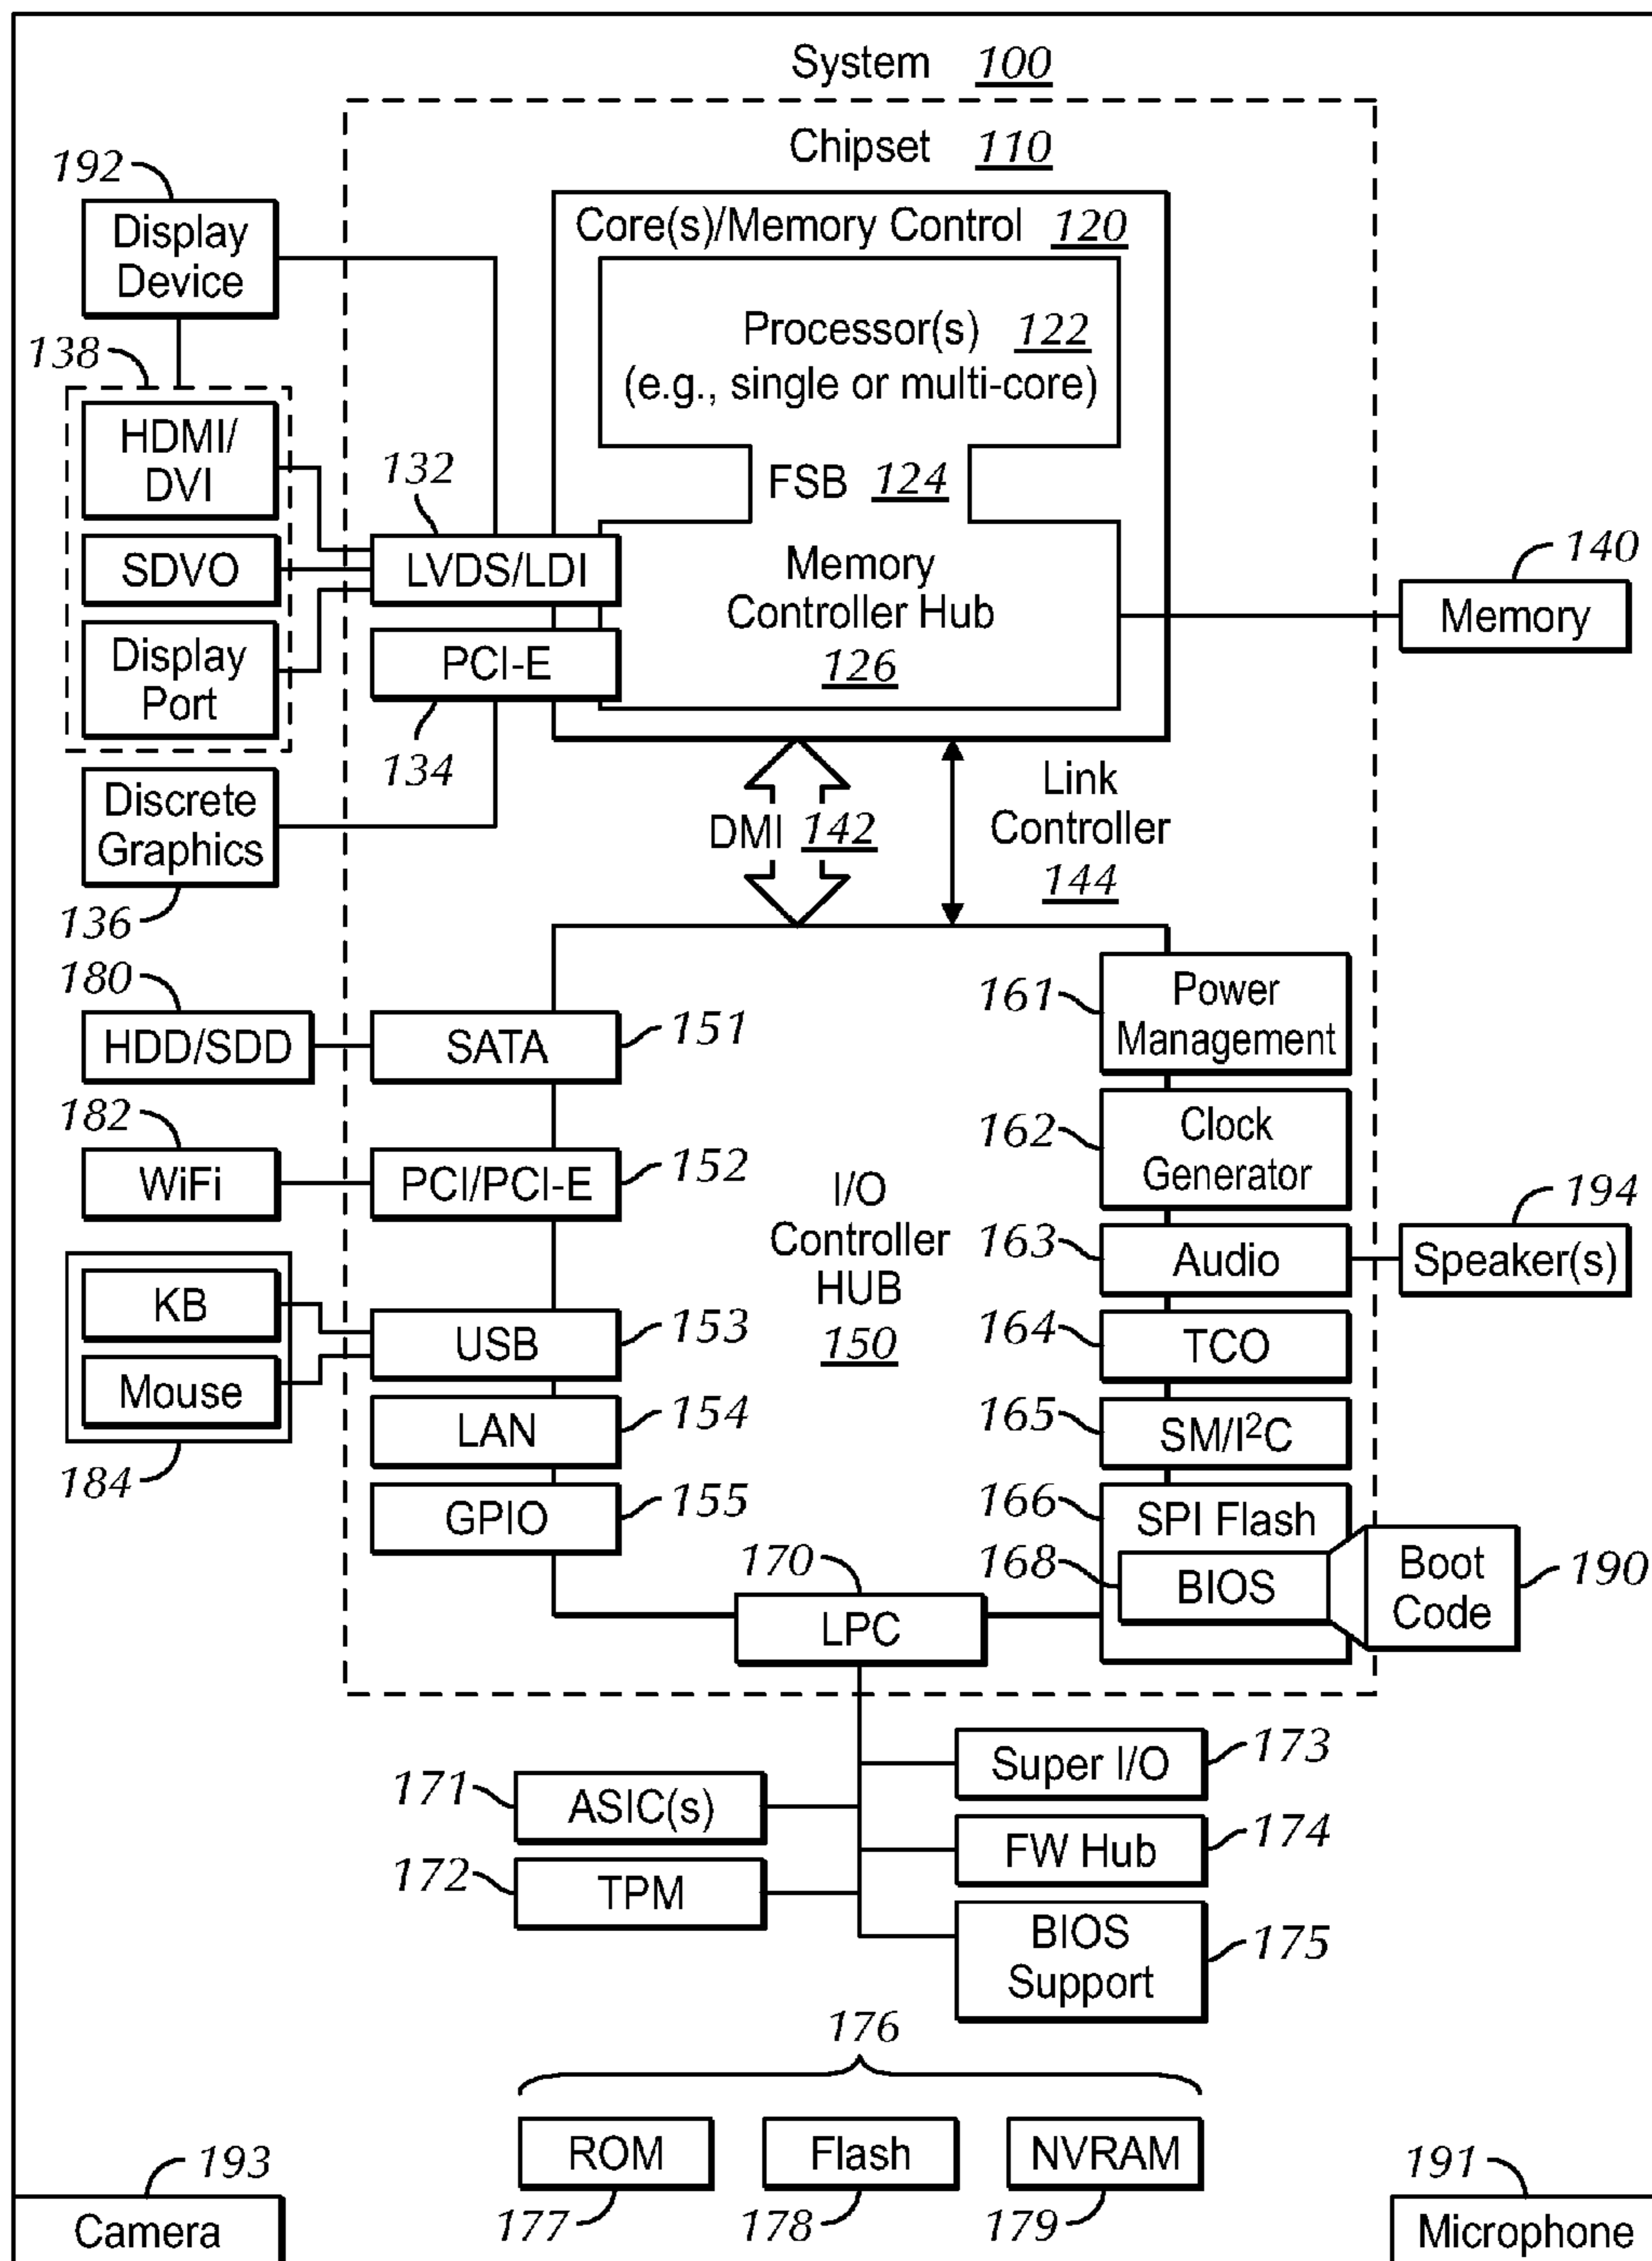 System 100
Chipset 110
192
Display
Device
138
HDMI/
DVI
SDVO
Display
Port
Discrete
Graphics
136
Core(s)/Memory Control 120
Processor(s) 122
(e.g., single or multi-core)
FSB 124
132
LVDS/LDI
PCI-E
134
Memory
Controller Hub
126
140
Memory
DMI 142
Link
Controller
144
180
HDD/SDD
182
WiFi
KB
Mouse
184
SATA
151
PCI/PCI-E
152
USB
153
LAN
154
GPIO
155
I/O
Controller
HUB
150
161
Power
Management
162
Clock
Generator
163
Audio
194
Speaker(s)
164
TCO
165
SM/I²C
166
SPI Flash
168
BIOS
Boot
Code
190
170
LPC
171
ASIC(s)
172
TPM
Super I/O
173
FW Hub
174
BIOS
Support
175
176
ROM
177
Flash
178
NVRAM
179
193
Camera
191
Microphone